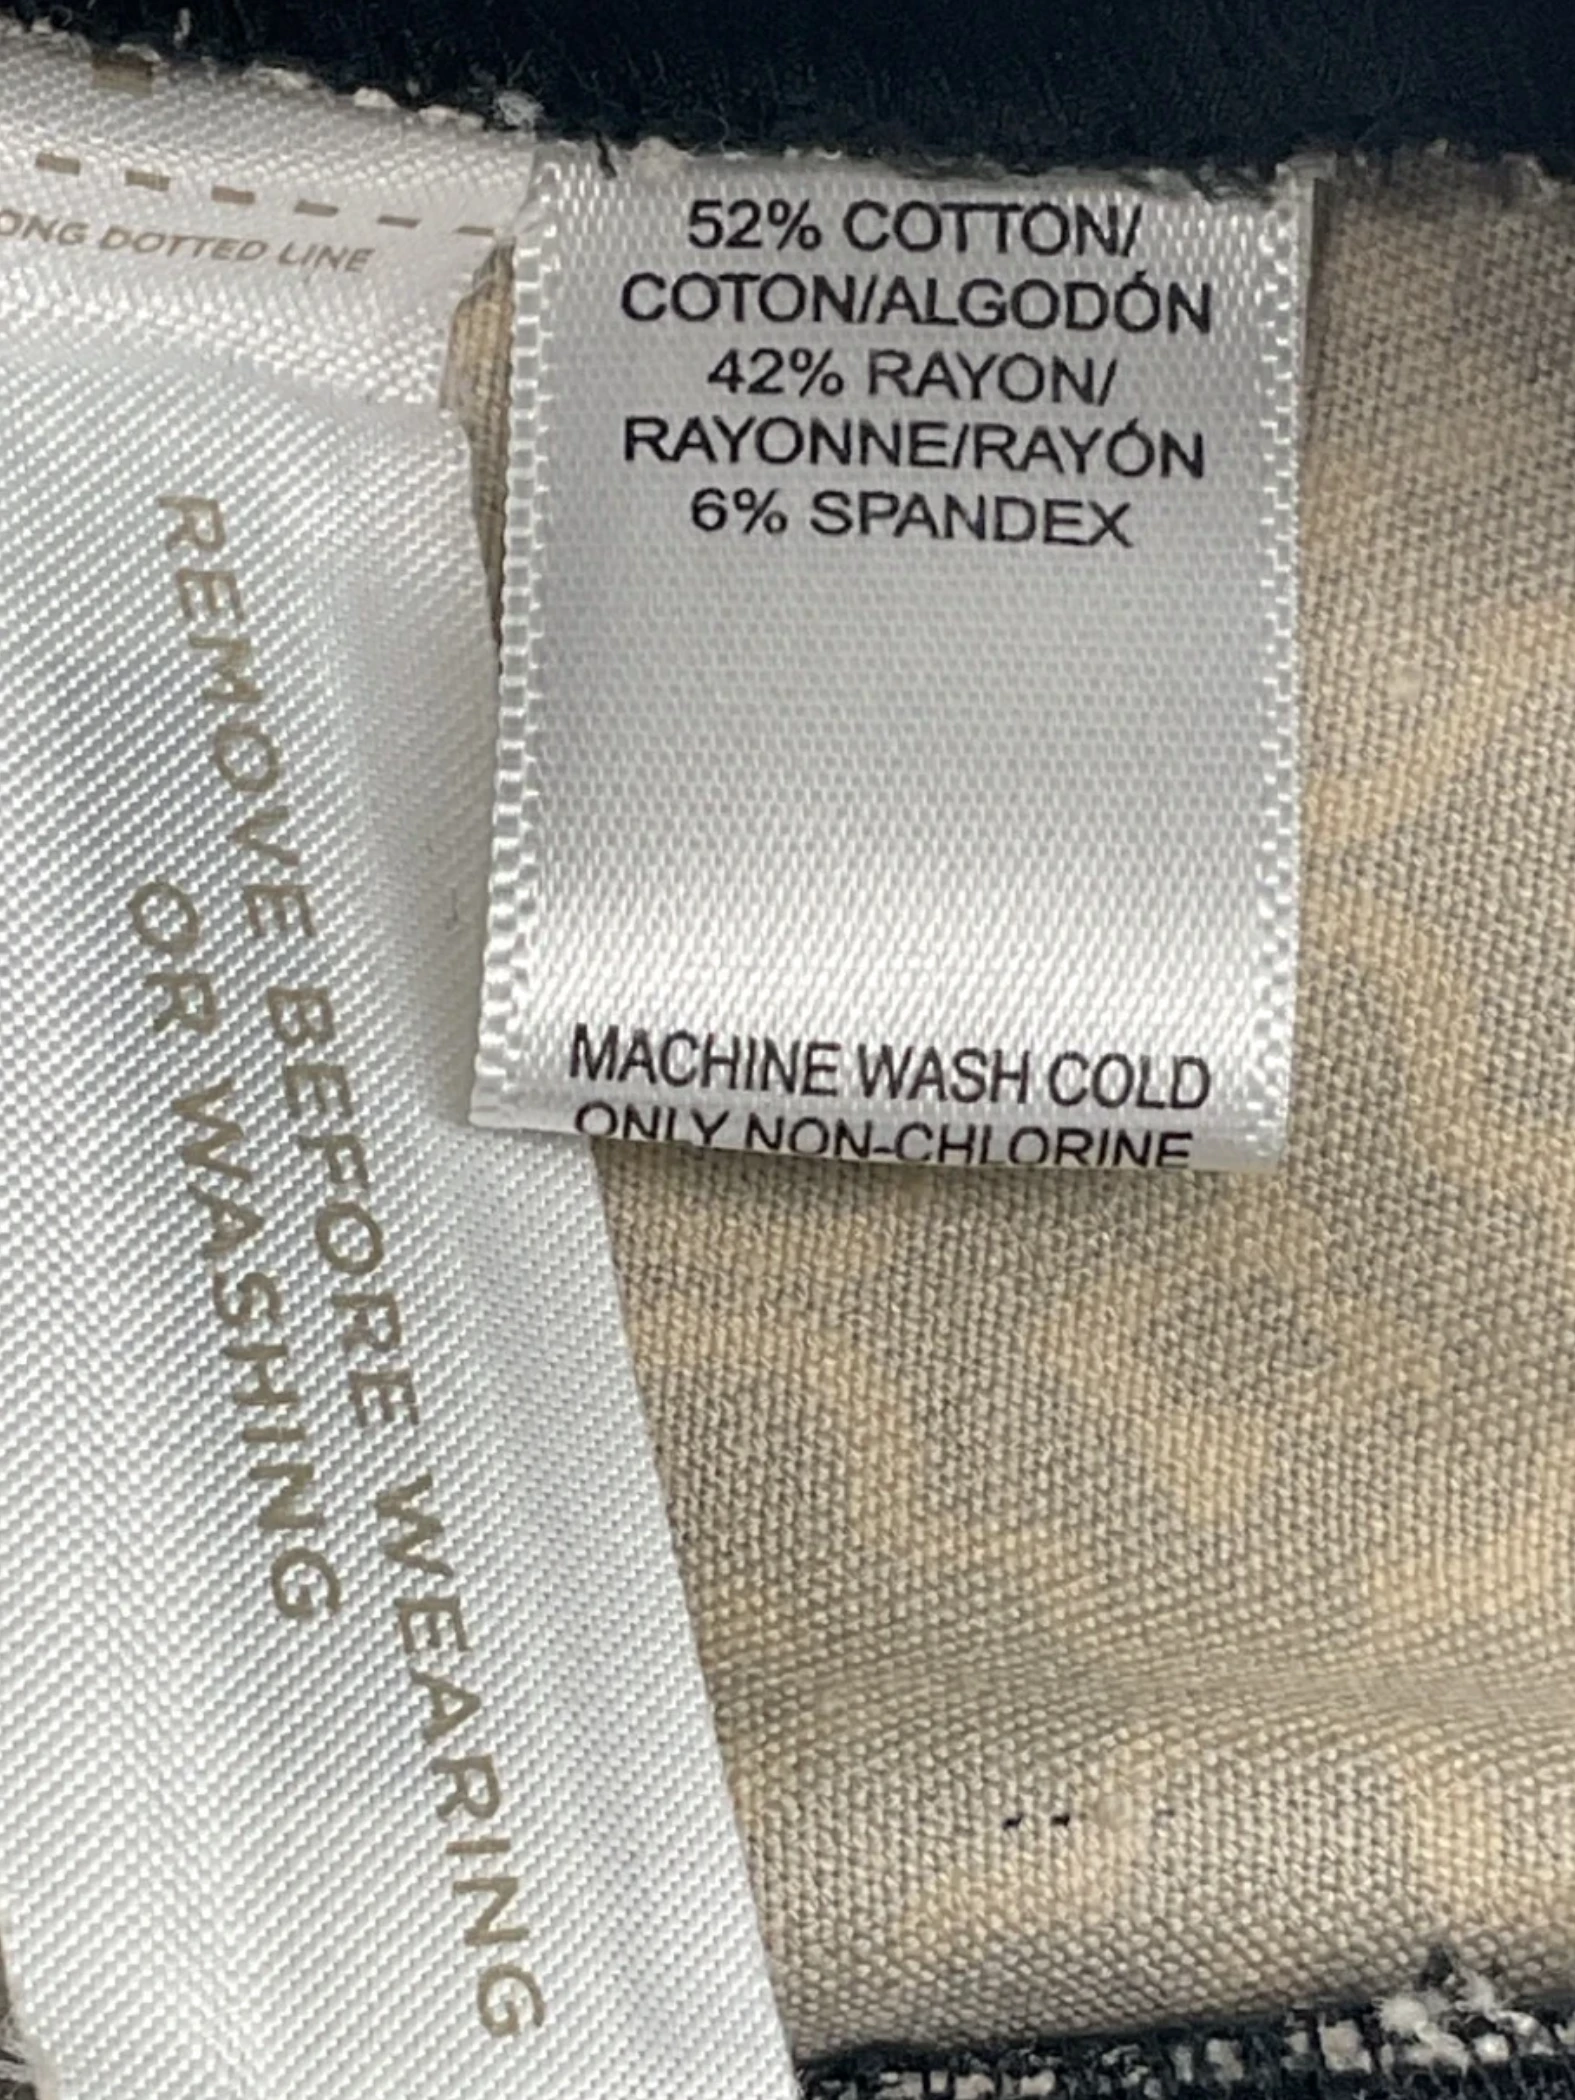 DOTTED LINE
52% COTTON/
COTON/ALGODÓN
42% RAYON/
RAYONNE/RAYÓN
6% SPANDEX
MACHINE WASH COLD
ONLY NON-CHLORINE
REMOVE BEFORE WEARING
OR WASHING